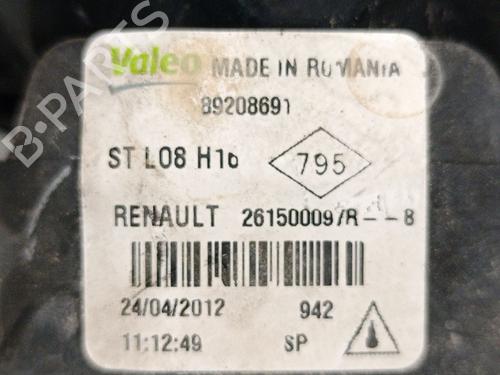 Valeo MADE IN ROMANIA
89208691
ST L08 H16 795
RENAULT 261500097R--8
24/04/2012 942
11:12:49 SP
B-PARTS